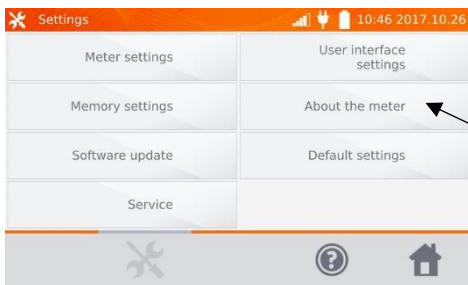 Settings
10:46 2017.10.26
Meter settings
User interface
settings
Memory settings
About the meter
Software update
Default settings
Service
?